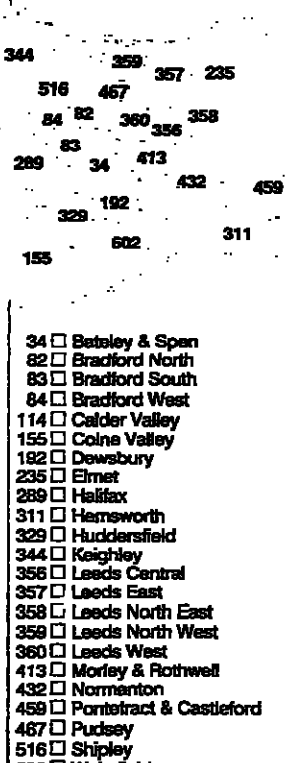 344 359 357 235
516 467
84 82 360 356 358
83
289 34 413
432 459
192
329
602 311
155
34 □ Bateley & Spen
82 □ Bradford North
83 □ Bradford South
84 □ Bradford West
114 □ Calder Valley
155 □ Colne Valley
192 □ Dewsbury
235 □ Elmet
289 □ Halifax
311 □ Hemsworth
329 □ Huddersfield
344 □ Keighley
356 □ Leeds Central
357 □ Leeds East
358 □ Leeds North East
359 □ Leeds North West
360 □ Leeds West
413 □ Morley & Rothwell
432 □ Normanton
459 □ Pontetract & Castleford
467 □ Pudsey
516 □ Shipley